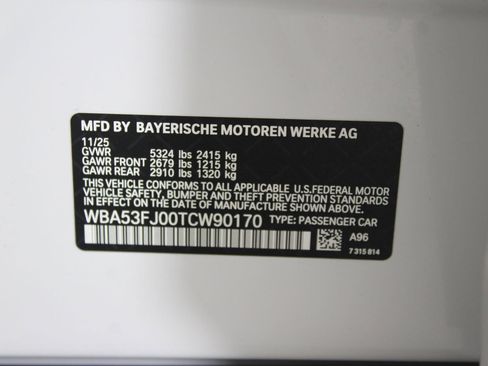 MFD BY BAYERISCHE MOTOREN WERKE AG
11/25
GVWR 5324 lbs 2415 kg
GAWR FRONT 2679 lbs 1215 kg
GAWR REAR 2910 lbs 1320 kg
THIS VEHICLE CONFORMS TO ALL APPLICABLE U.S.FEDERAL MOTOR
VEHICLE SAFETY, BUMPER AND THEFT PREVENTION STANDARDS
IN EFFECT ON THE DATE OF MANUFACTURE SHOWN ABOVE.
WBA53FJ00TCW90170 TYPE: PASSENGER CAR
A96
7 315 814